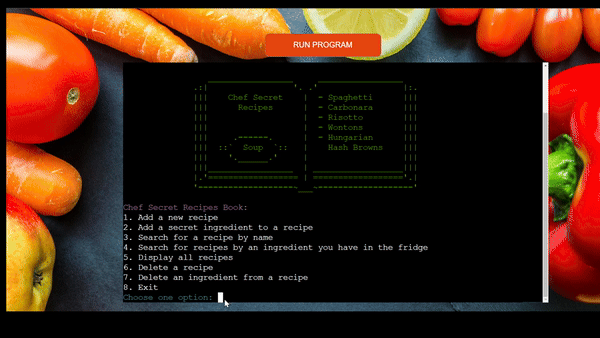 RUN PROGRAM
Chef Secret
Recipes
Soup
- Spaghetti
- Carbonara
- Risotto
- Wontons
- Hungarian
Hash Browns
Chef Secret Recipes Book:
1. Add a new recipe
2. Add a secret ingredient to a recipe
3. Search for a recipe by name
4. Search for recipes by an ingredient you have in the fridge
5. Display all recipes
6. Delete a recipe
7. Delete an ingredient from a recipe
8. Exit
Choose one option: